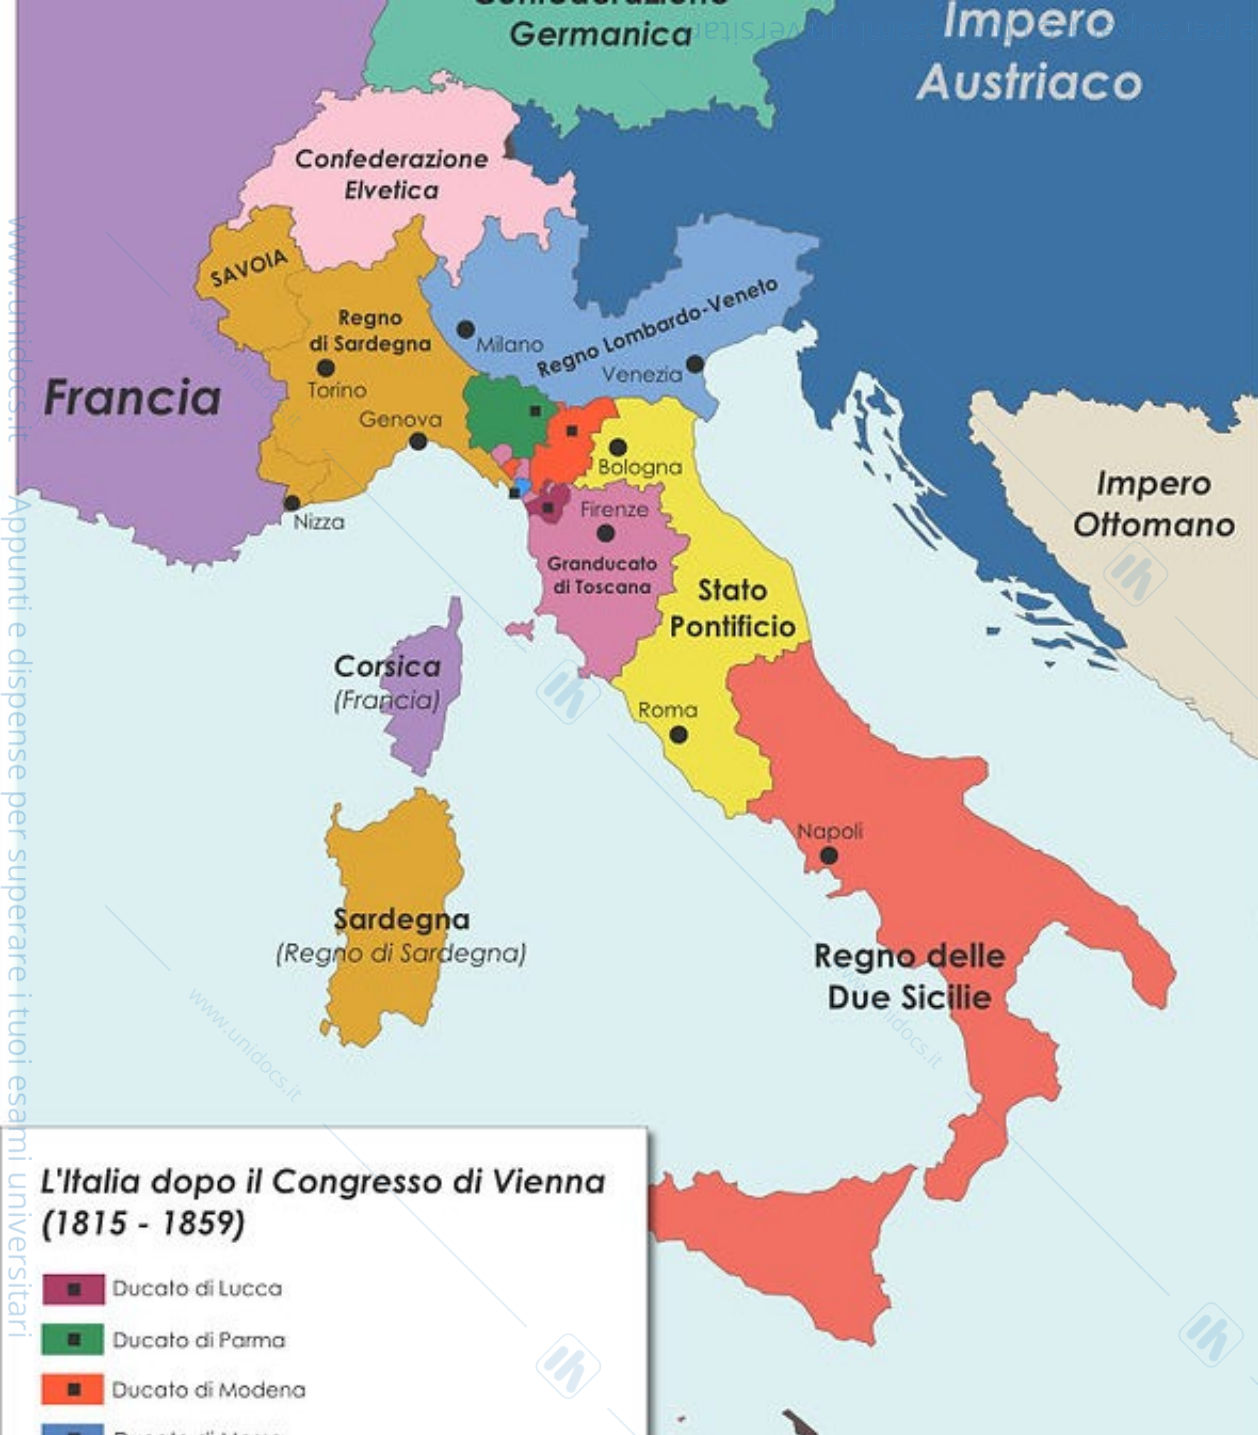 Germanica
Impero
Austriaco
Confederazione
Elvetica
SAVOIA
Regno
di Sardegna
Torino
Milano
Regno Lombardo-Veneto
Venezia
Francia
Genova
Nizza
Bologna
Firenze
Granducato
di Toscana
Stato
Pontificio
Impero
Ottomano
Corsica
(Francia)
Roma
Napoli
Sardegna
(Regno di Sardegna)
Regno delle
Due Sicilie
L'Italia dopo il Congresso di Vienna
(1815 - 1859)
Ducato di Lucca
Ducato di Parma
Ducato di Modena
www.unidocs.it
Appunti e dispense per superare i tuoi esami universitari
www.unidocs.it